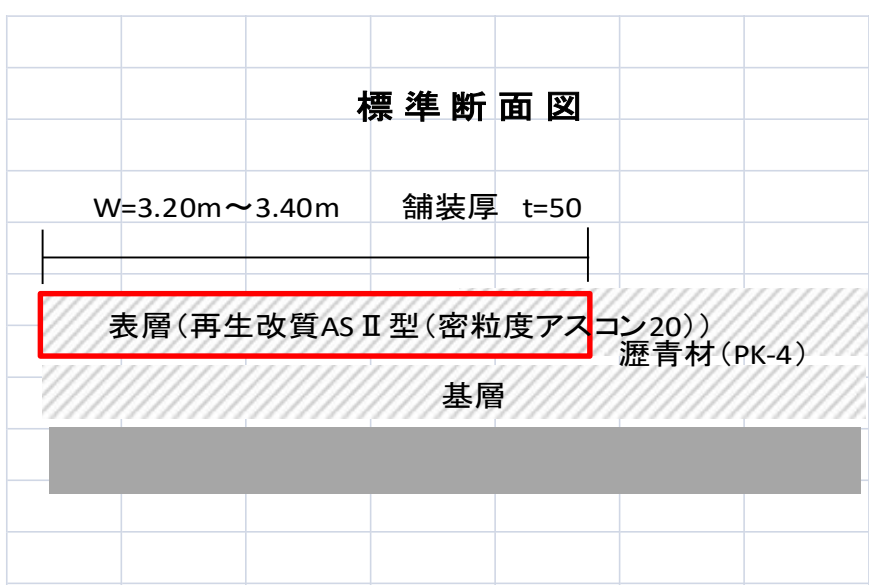 標準断面図
W=3.20m～3.40m　舗装厚　t=50
表層（再生改質ASⅡ型（密粒度アスコン20））
瀝青材（PK-4）
基層